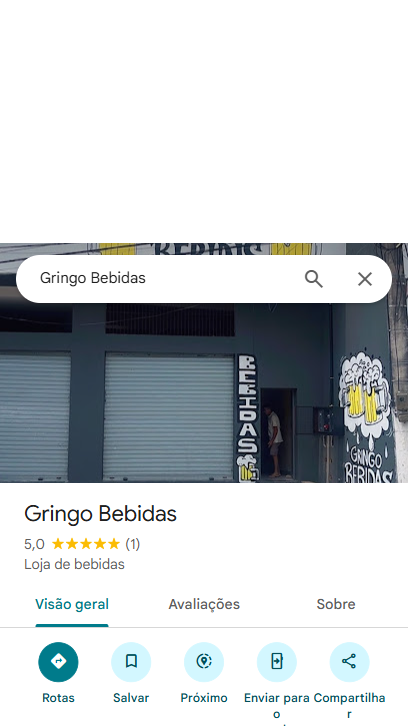 BEBIDAS
Gringo Bebidas
BEBIDAS
GRINGO
BEBIDAS
Gringo Bebidas
5,0 (1)
Loja de bebidas
Visão geral Avaliações Sobre
Rotas Salvar Próximo Enviar para o Compartilhar